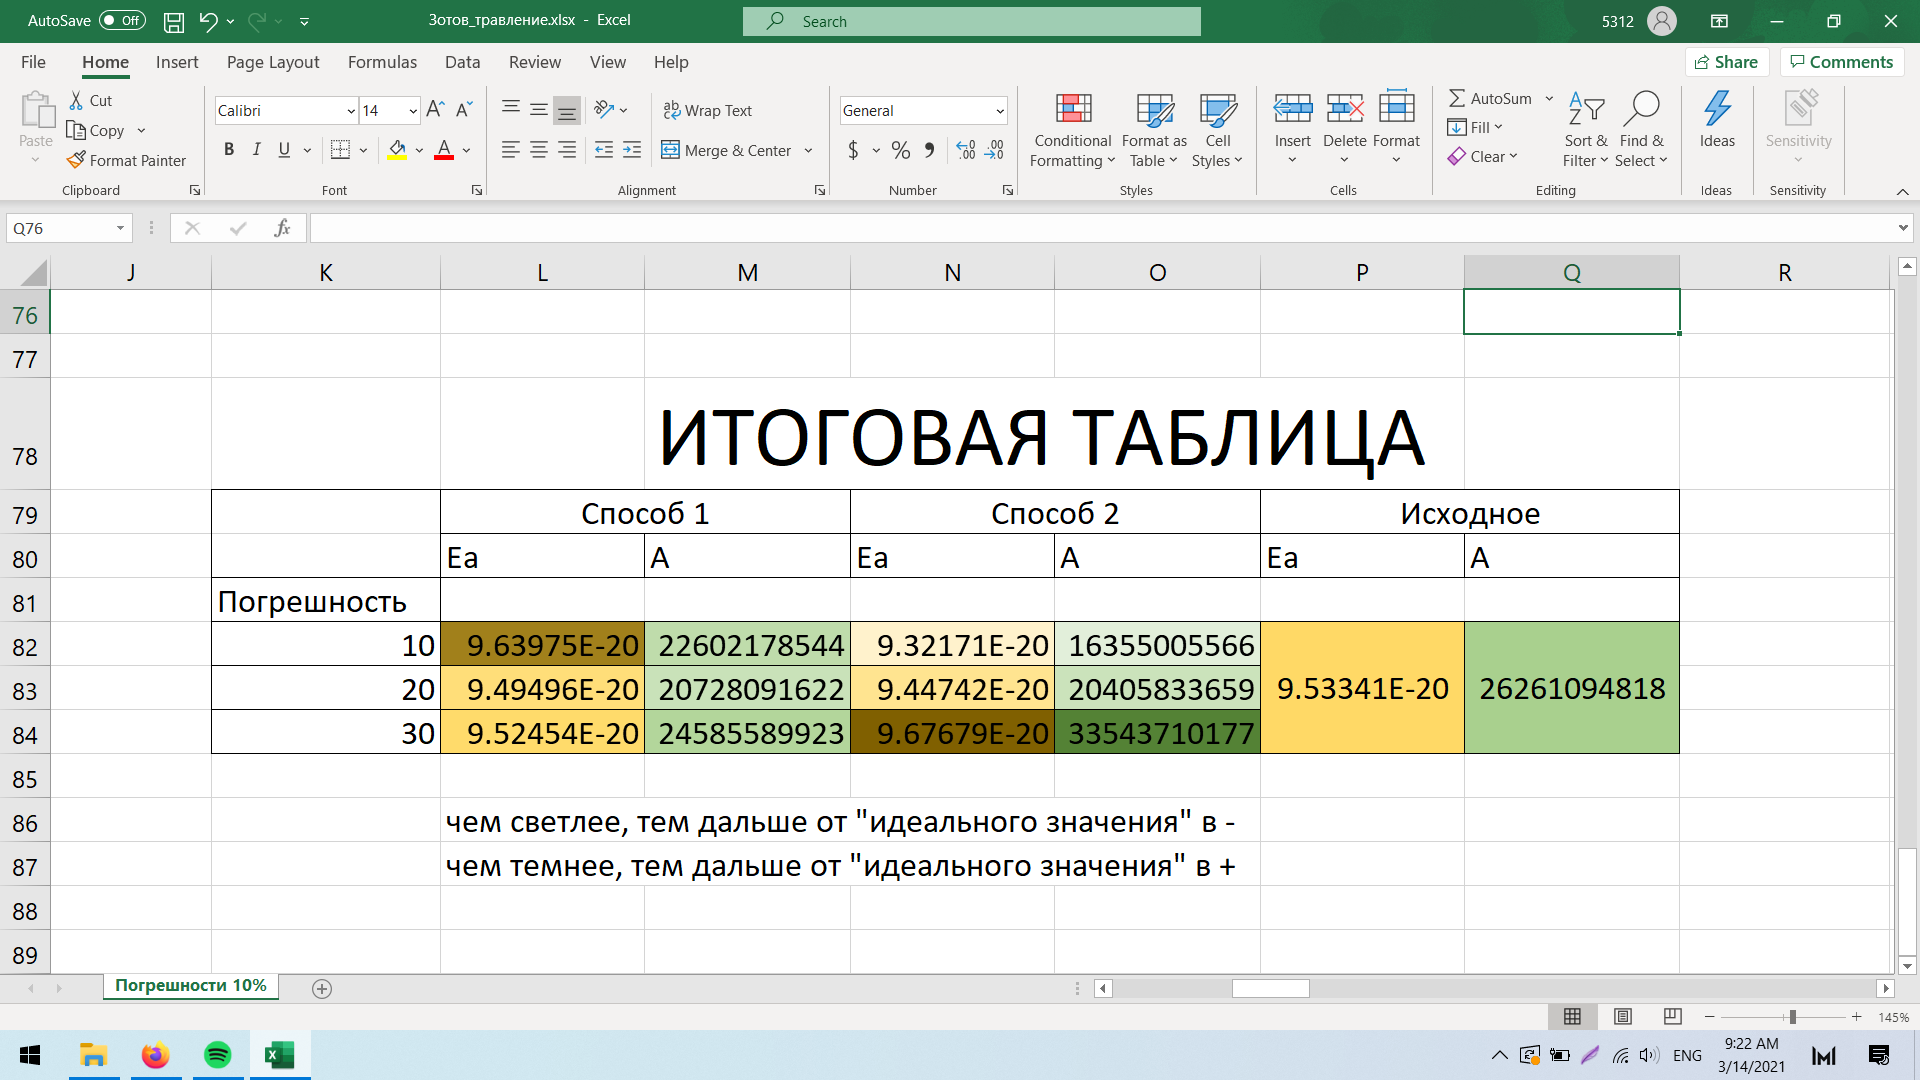 AutoSave Off Зотов_травление.xlsx - Excel Search 5312
File Home Insert Page Layout Formulas Data Review View Help Share Comments
Paste Cut Copy Format Painter Clipboard
Calibri 14 A A B I U A Font
ab Wrap Text Merge & Center Alignment
General $ % Number
Conditional Formatting Format as Table Cell Styles Styles
Insert Delete Format Cells
AutoSum Fill Clear Sort & Filter Find & Select Editing
Ideas Ideas
Sensitivity Sensitivity
Q76 fx
J K L M N O P Q R
76
77
78 ИТОГОВАЯ ТАБЛИЦА
79 Способ 1 Способ 2 Исходное
80 Ea A Ea A Ea A
81 Погрешность
82 10 9.63975E-20 22602178544 9.32171E-20 16355005566
83 20 9.49496E-20 20728091622 9.44742E-20 20405833659 9.53341E-20 26261094818
84 30 9.52454E-20 24585589923 9.67679E-20 33543710177
85
86 чем светлее, тем дальше от "идеального значения" в -
87 чем темнее, тем дальше от "идеального значения" в +
88
89
Погрешности 10%
145%
ENG 9:22 AM
3/14/2021